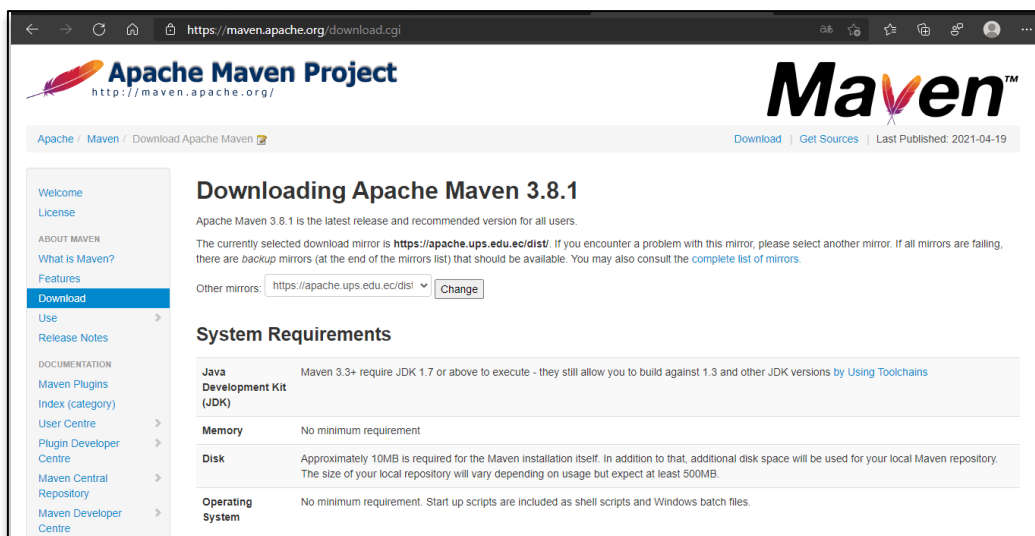 https://maven.apache.org/download.cgi
Apache Maven Project
http://maven.apache.org/
Maven™
Apache / Maven / Download Apache Maven
Download | Get Sources | Last Published: 2021-04-19
Welcome
License
ABOUT MAVEN
What is Maven?
Features
Download
Use
Release Notes
DOCUMENTATION
Maven Plugins
Index (category)
User Centre
Plugin Developer
Centre
Maven Central
Repository
Maven Developer
Centre
Downloading Apache Maven 3.8.1
Apache Maven 3.8.1 is the latest release and recommended version for all users.
The currently selected download mirror is https://apache.ups.edu.ec/dist/. If you encounter a problem with this mirror, please select another mirror. If all mirrors are failing,
there are backup mirrors (at the end of the mirrors list) that should be available. You may also consult the complete list of mirrors.
Other mirrors: https://apache.ups.edu.ec/dist Change
System Requirements
Java
Development Kit
(JDK)
Maven 3.3+ require JDK 1.7 or above to execute - they still allow you to build against 1.3 and other JDK versions by Using Toolchains
Memory
No minimum requirement
Disk
Approximately 10MB is required for the Maven installation itself. In addition to that, additional disk space will be used for your local Maven repository.
The size of your local repository will vary depending on usage but expect at least 500MB.
Operating
System
No minimum requirement. Start up scripts are included as shell scripts and Windows batch files.